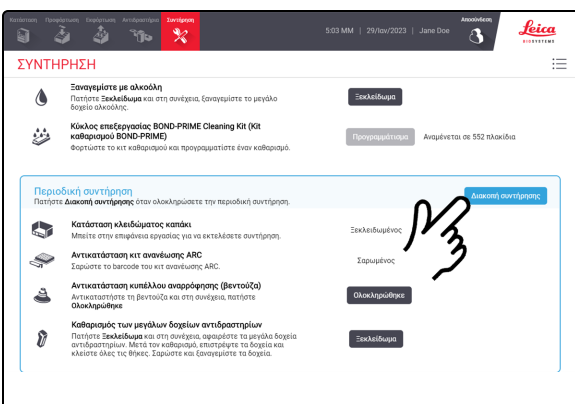 Κατάσταση Προφόρτωση Εκφόρτωση Αντιδραστήρια Συντήρηση
5:03 MM | 29/Ιαν/2023 | Jane Doe
Αποσύνδεση
Leica
BIOSYSTEMS
ΣΥΝΤΗΡΗΣΗ
Ξαναγεμίστε με αλκοόλη
Πατήστε Ξεκλείδωμα και στη συνέχεια, ξαναγεμίστε το μεγάλο
δοχείο αλκοόλης.
Ξεκλείδωμα
Κύκλος επεξεργασίας BOND-PRIME Cleaning Kit (Κιτ
καθαρισμού BOND-PRIME)
Φορτώστε το κιτ καθαρισμού και προγραμματίστε έναν καθαρισμό.
Προγραμμάτισμα Αναμένεται σε 552 πλακίδια
Περιοδική συντήρηση
Πατήστε Διακοπή συντήρησης όταν ολοκληρώσετε την περιοδική συντήρηση.
Διακοπή συντήρησης
Κατάσταση κλειδώματος καπάκι
Μπείτε στην επιφάνεια εργασίας για να εκτελέσετε συντήρηση.
Ξεκλειδωμένος
Αντικατάσταση κιτ ανανέωσης ARC
Σαρώστε το barcode του κιτ ανανέωσης ARC.
Σαρωμένος
Αντικατάσταση κυπέλλου αναρρόφησης (βεντούζα)
Αντικαταστήστε τη βεντούζα και στη συνέχεια, πατήστε
Ολοκληρώθηκε
Ολοκληρώθηκε
Καθαρισμός των μεγάλων δοχείων αντιδραστηρίων
Πατήστε Ξεκλείδωμα και στη συνέχεια, αφαιρέστε τα μεγάλα δοχεία
αντιδραστηρίων. Μετά τον καθαρισμό, επιστρέψτε τα δοχεία και
κλείστε όλες τις θήκες. Σαρώστε και ξαναγεμίστε τα δοχεία.
Ξεκλείδωμα